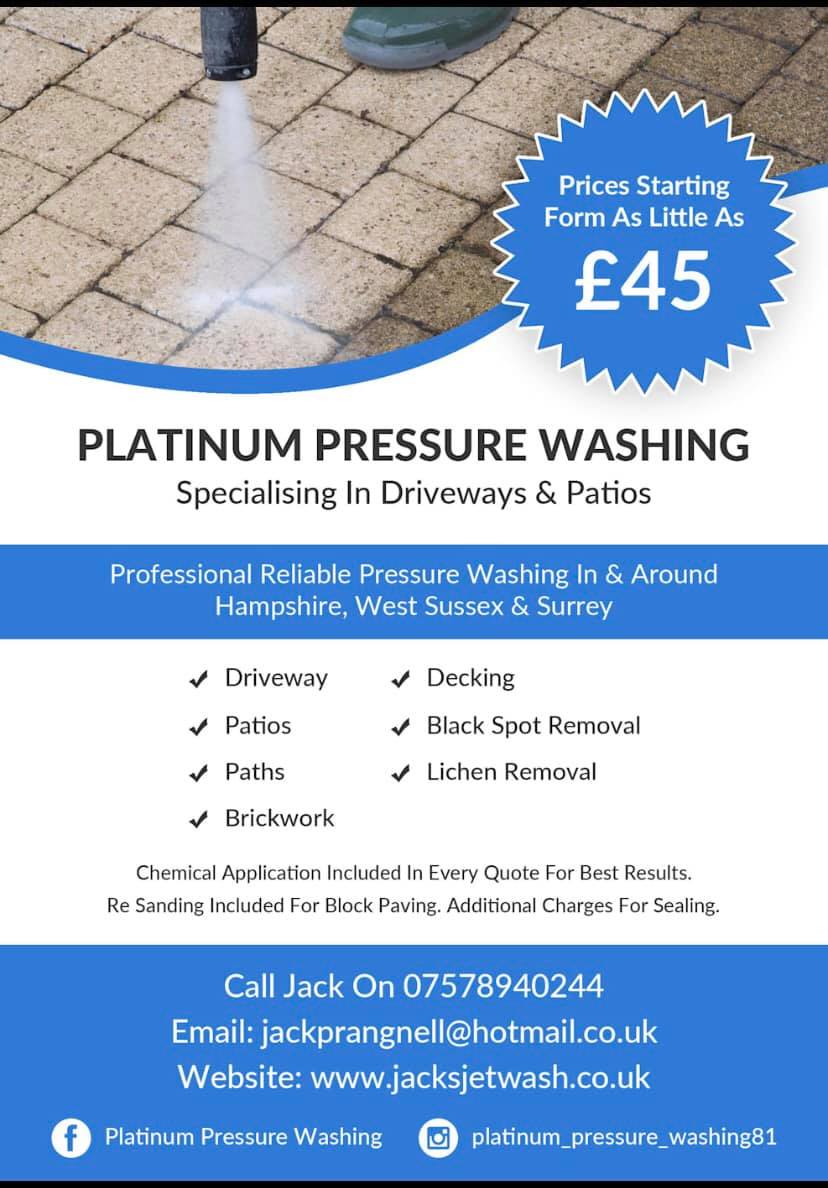 Prices Starting
Form As Little As
£45
PLATINUM PRESSURE WASHING
Specialising In Driveways & Patios
Professional Reliable Pressure Washing In & Around
Hampshire, West Sussex & Surrey
Driveway
Patios
Paths
Brickwork
Decking
Black Spot Removal
Lichen Removal
Chemical Application Included In Every Quote For Best Results.
Re Sanding Included For Block Paving. Additional Charges For Sealing.
Call Jack On 07578940244
Email: jackprangnell@hotmail.co.uk
Website: www.jacksjetwash.co.uk
Platinum Pressure Washing
platinum_pressure_washing81